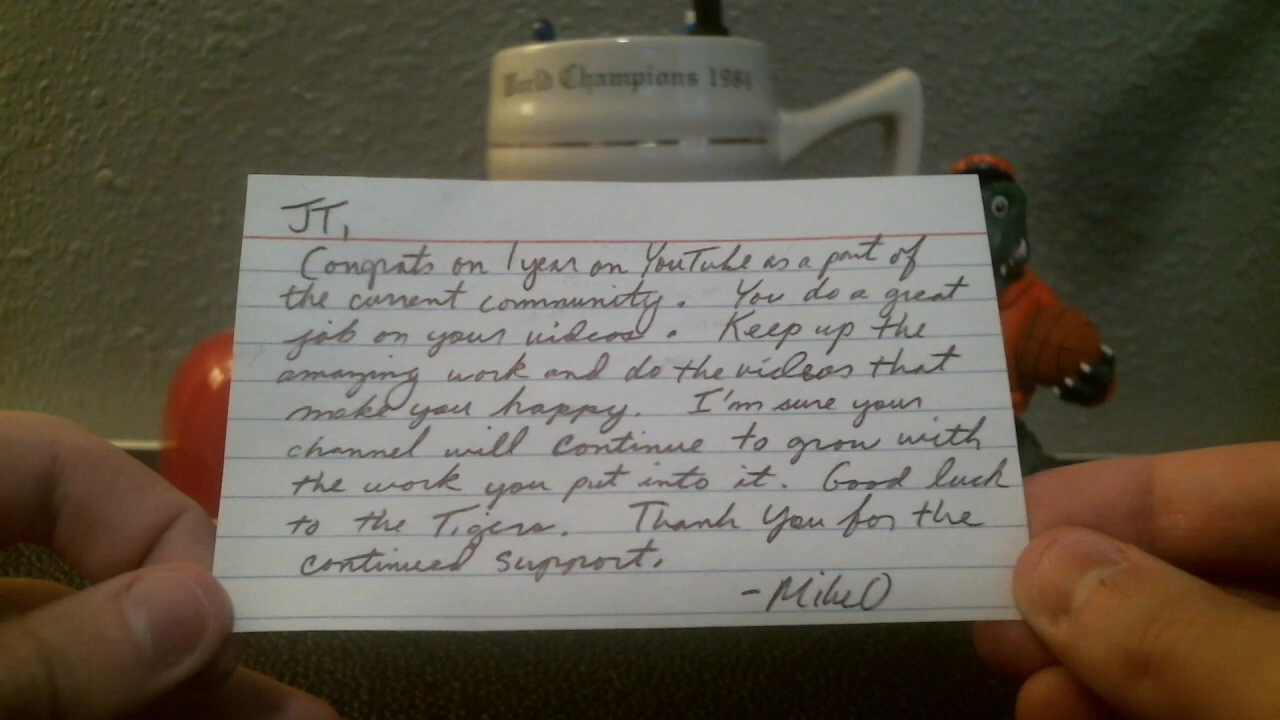 World Champions 1984
JT,
Congrats on 1 year on YouTube as a part of
the current community. You do a great
job on your videos. Keep up the
amazing work and do the videos that
make you happy. I'm sure your
channel will continue to grow with
the work you put into it. Good luck
to the Tigers. Thank you for the
continued support.
- MikeO